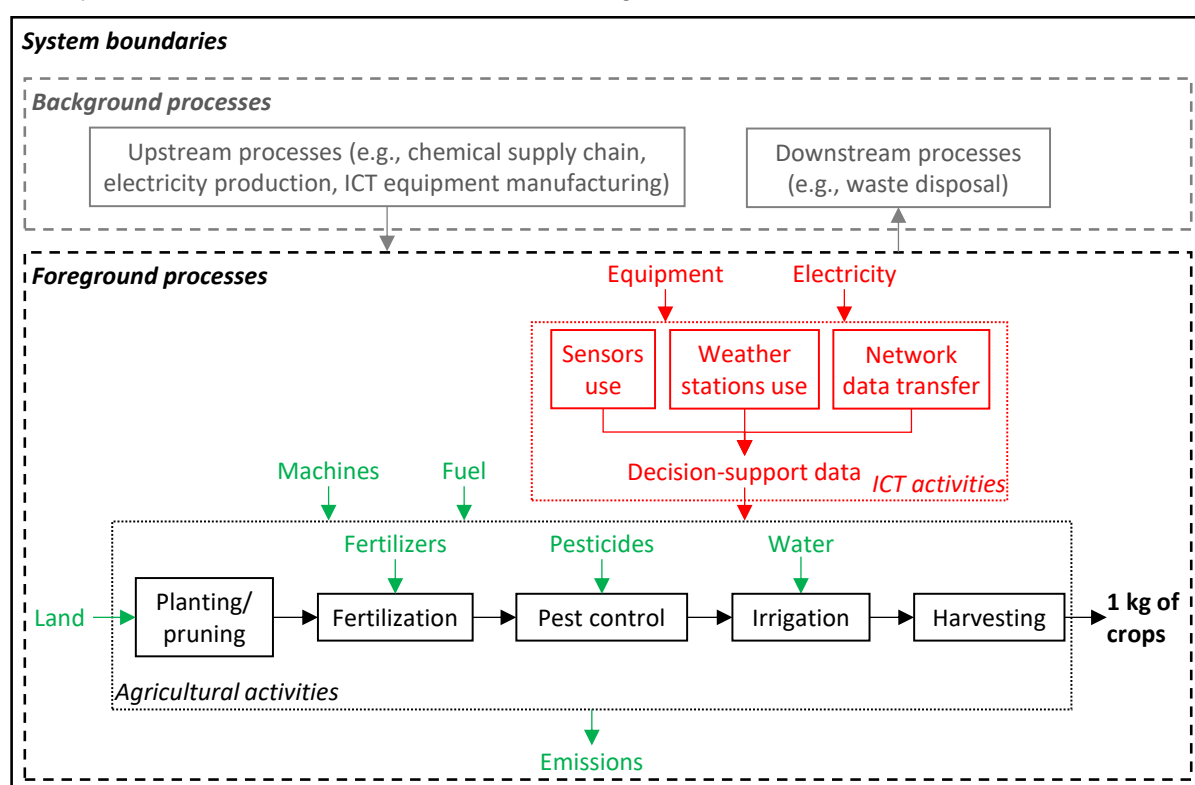 System boundaries
Background processes
Upstream processes (e.g., chemical supply chain,
electricity production, ICT equipment manufacturing)
Downstream processes
(e.g., waste disposal)
Foreground processes
Equipment
Electricity
Sensors
use
Weather
stations use
Network
data transfer
Decision-support data
ICT activities
Machines
Fuel
Fertilizers
Pesticides
Water
Land
Planting/
pruning
Fertilization
Pest control
Irrigation
Harvesting
1 kg of
crops
Agricultural activities
Emissions